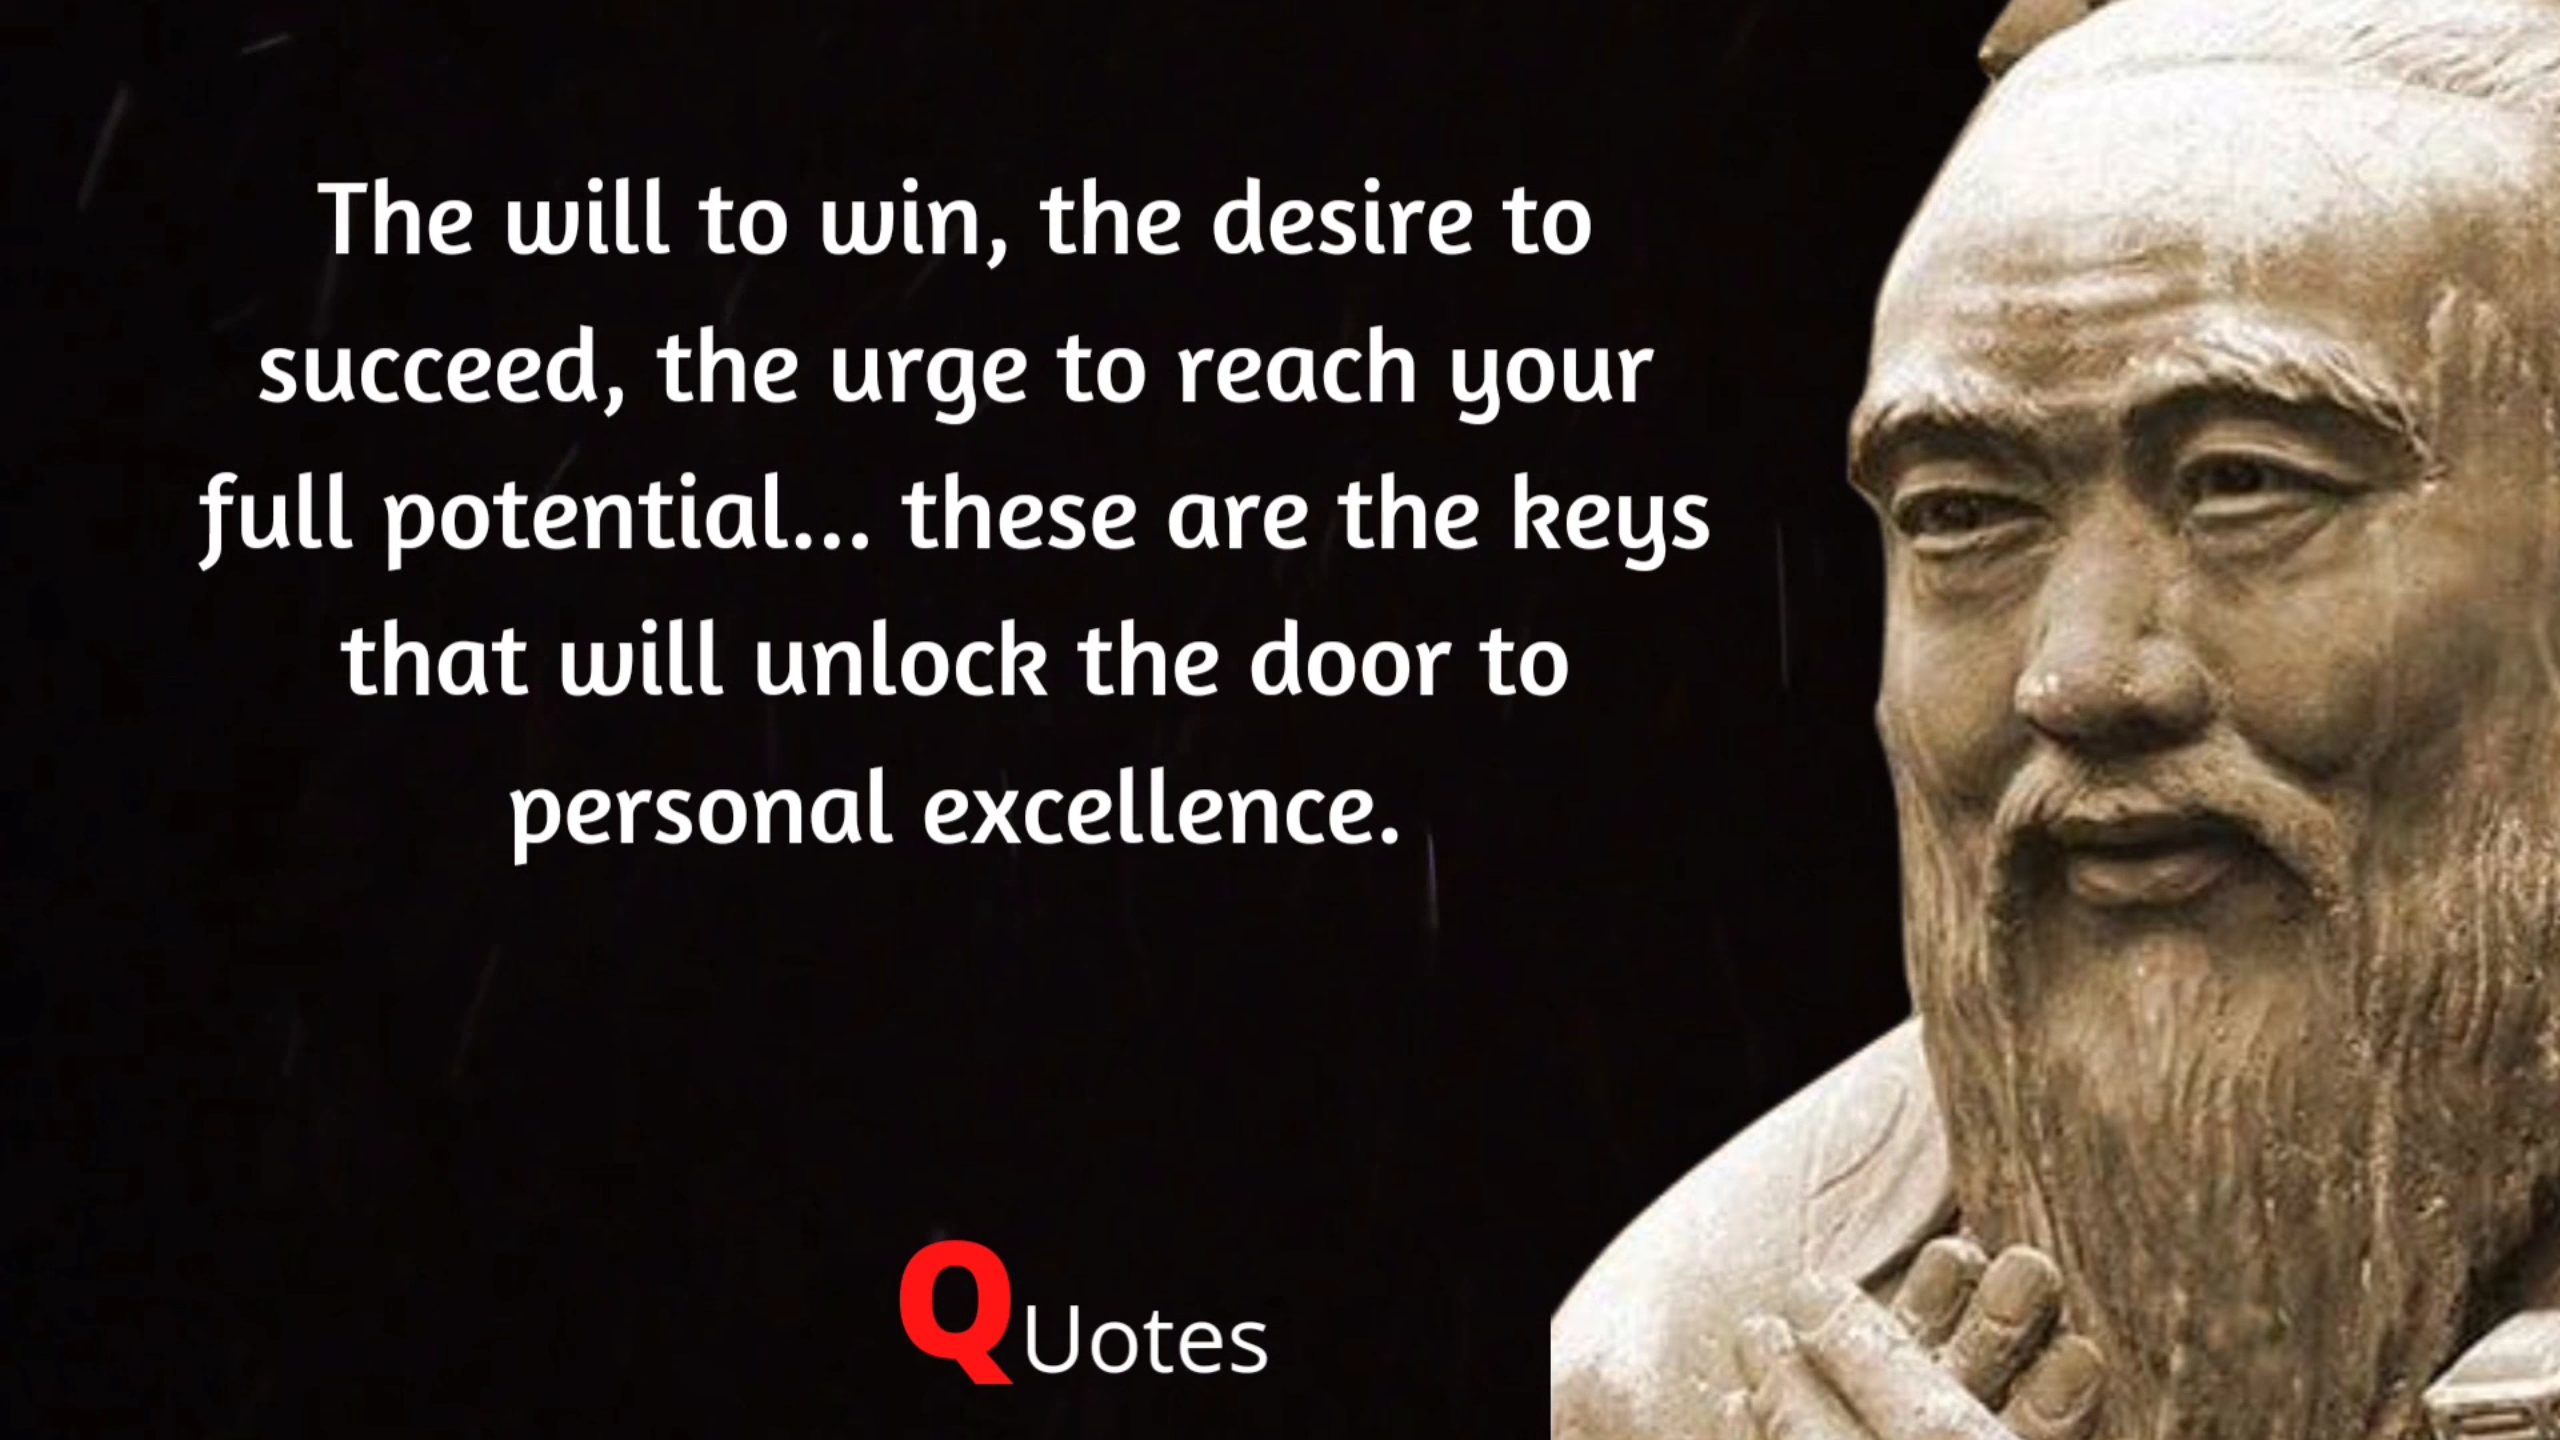 The will to win, the desire to
succeed, the urge to reach your
full potential... these are the keys
that will unlock the door to
personal excellence.
QUotes